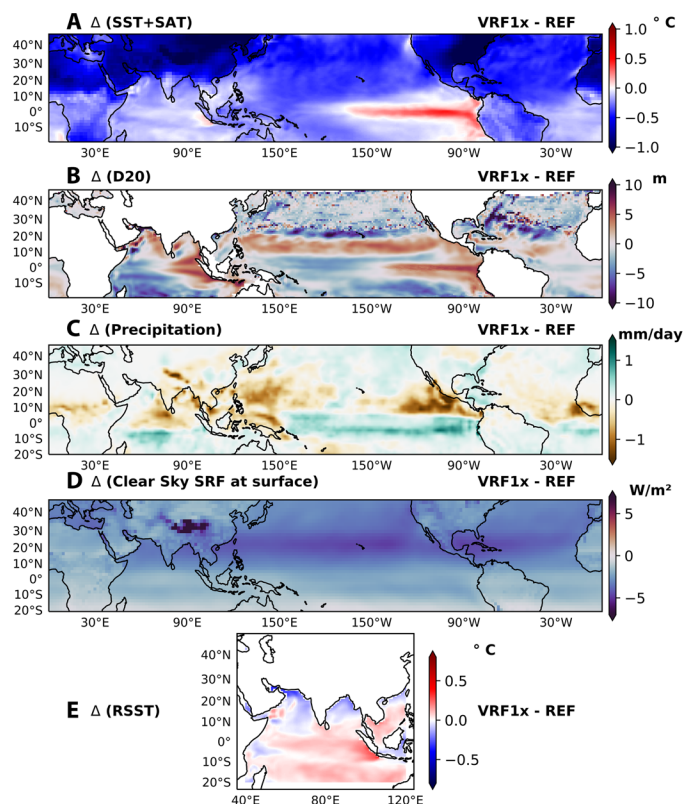 A Δ (SST+SAT) VRF1x - REF
° C
40°N
30°N
20°N
10°N
0°
10°S
30°E 90°E 150°E 150°W 90°W 30°W
1.0
0.5
0.0
−0.5
−1.0
B Δ (D20) VRF1x - REF
m
40°N
30°N
20°N
10°N
0°
10°S
30°E 90°E 150°E 150°W 90°W 30°W
10
5
0
−5
−10
C Δ (Precipitation) VRF1x - REF
mm/day
40°N
30°N
20°N
10°N
0°
10°S
20°S
30°E 90°E 150°E 150°W 90°W 30°W
1
0
−1
D Δ (Clear Sky SRF at surface) VRF1x - REF
W/m²
40°N
30°N
20°N
10°N
0°
10°S
20°S
30°E 90°E 150°E 150°W 90°W 30°W
5
0
−5
E Δ (RSST) VRF1x - REF
° C
40°N
30°N
20°N
10°N
0°
10°S
20°S
40°E 80°E 120°E
0.5
0.0
−0.5